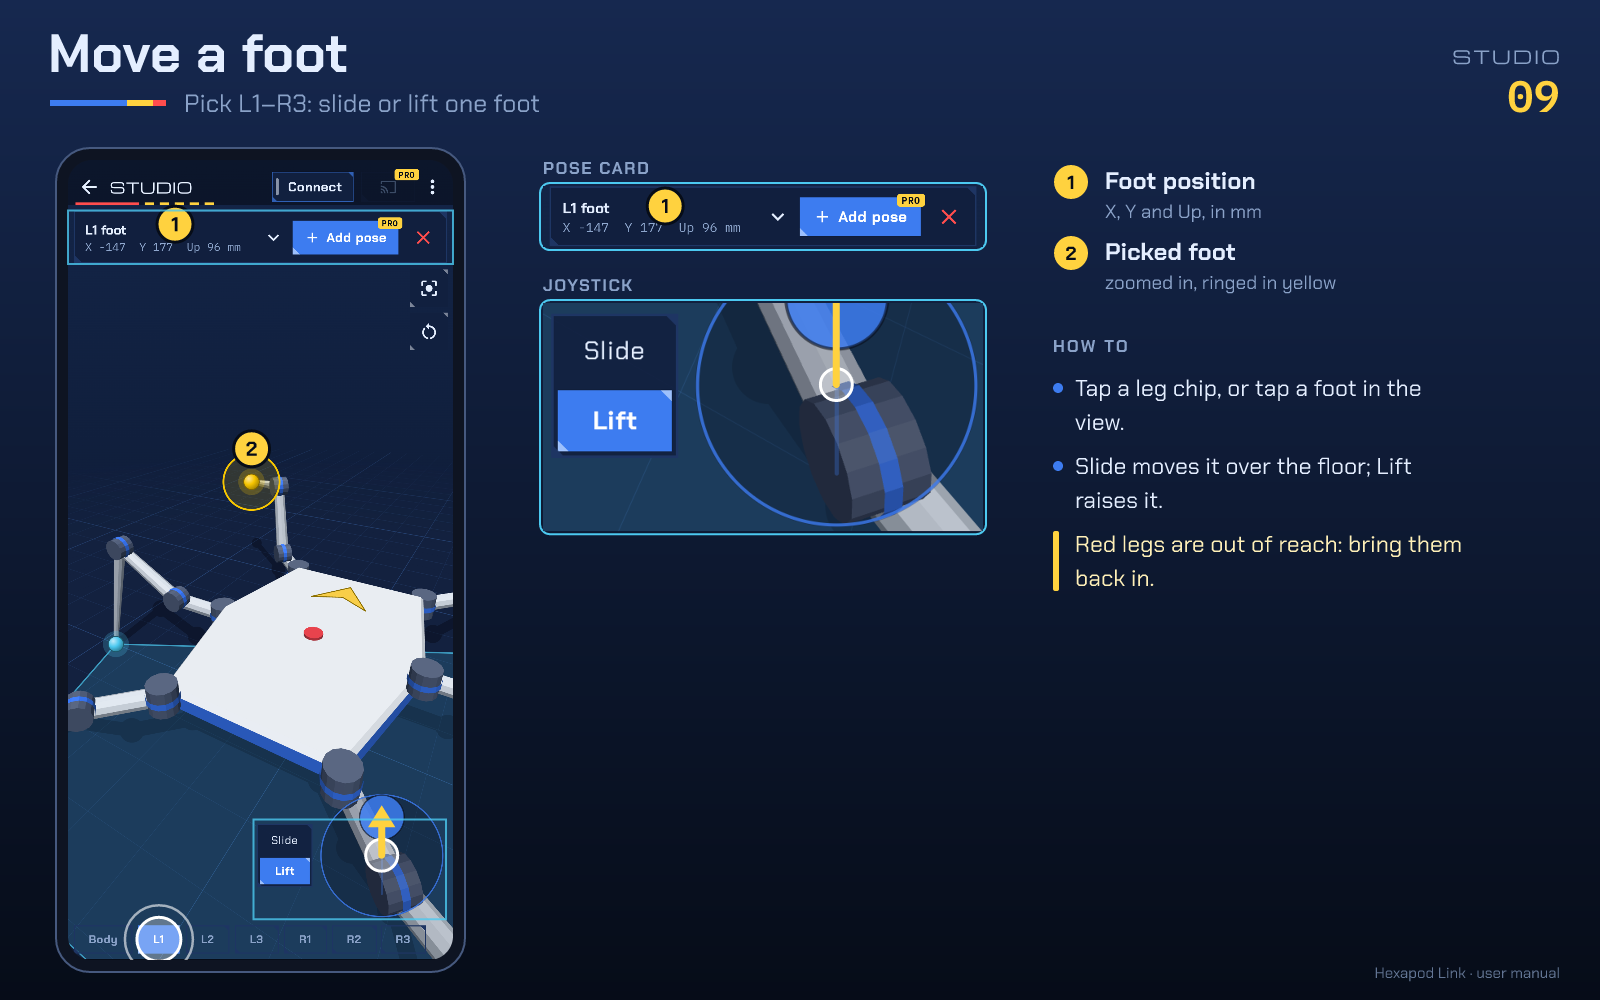 Move a foot
Pick L1–R3: slide or lift one foot
STUDIO
09
STUDIO
Connect
PRO
1
L1 foot
X -147 Y 177 Up 96 mm
+ Add pose
PRO
2
Slide
Lift
Body
L1
L2
L3
R1
R2
R3
POSE CARD
L1 foot
1
X -147 Y 177 Up 96 mm
+ Add pose
PRO
JOYSTICK
Slide
Lift
1 Foot position
X, Y and Up, in mm
2 Picked foot
zoomed in, ringed in yellow
HOW TO
Tap a leg chip, or tap a foot in the
view.
Slide moves it over the floor; Lift
raises it.
Red legs are out of reach: bring them
back in.
Hexapod Link · user manual